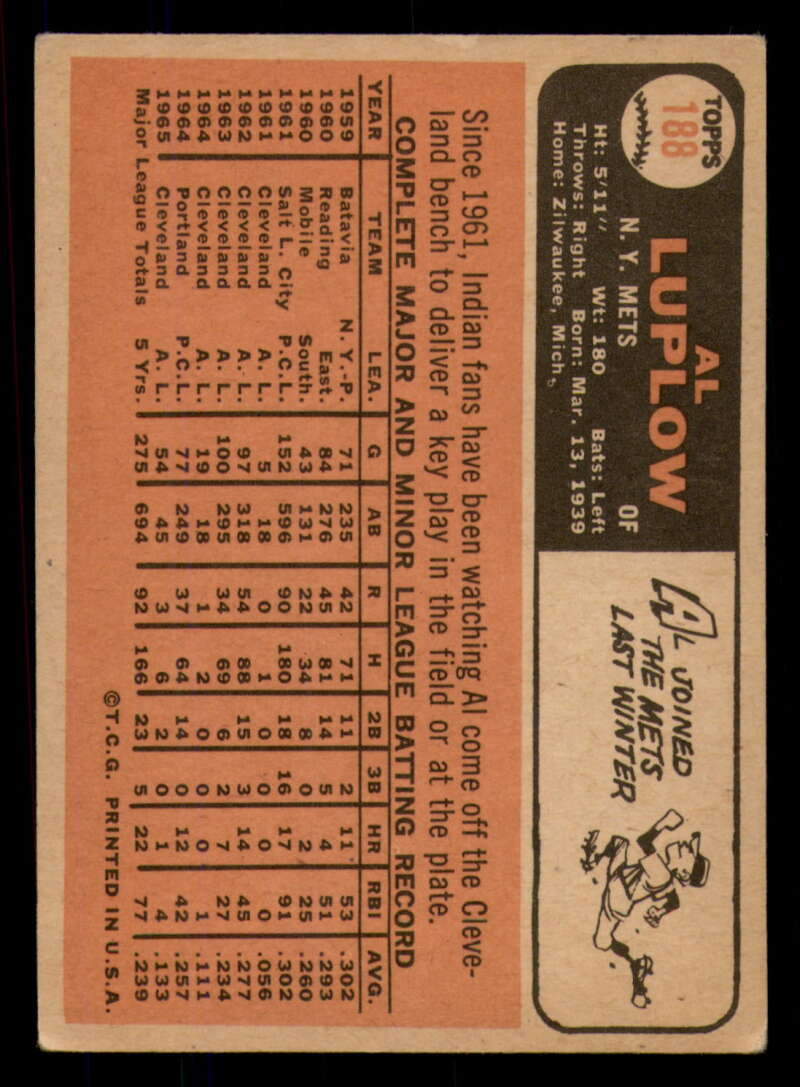 TOPPS
188
AL
LUPLOW
N. Y. METS OF
Ht: 5'11" Wt: 180 Bats: Left
Throws: Right Born: Mar. 13, 1939
Home: Zilwaukee, Mich.
AL JOINED
THE METS
LAST WINTER
Since 1961, Indian fans have been watching Al come off the Cleve-
land bench to deliver a key play in the field or at the plate.
COMPLETE MAJOR AND MINOR LEAGUE BATTING RECORD
YEAR TEAM LEA. G AB R H 2B 3B HR RBI AVG.
1959 Batavia N. Y.-P. 71 235 42 71 11 2 11 53 .302
1960 Reading East. 84 276 45 81 14 5 4 51 .293
1960 Mobile South. 43 131 22 34 8 0 2 25 .260
1961 Salt L. City P.C.L. 152 596 90 180 18 16 17 91 .302
1961 Cleveland A. L. 5 18 0 1 0 0 0 0 .056
1962 Cleveland A. L. 97 318 54 88 15 3 14 45 .277
1963 Cleveland A. L. 100 295 34 69 6 2 7 27 .234
1964 Cleveland A. L. 19 18 1 2 0 0 0 1 .111
1964 Portland P.C.L. 77 249 37 64 14 0 12 42 .257
1965 Cleveland A. L. 54 45 3 6 2 0 1 4 .133
Major League Totals 5 Yrs. 275 694 92 166 23 5 22 77 .239
©T.C.G. PRINTED IN U.S.A.